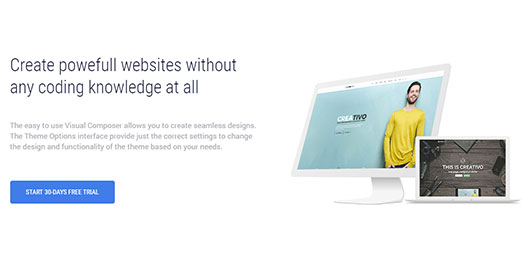 Create powefull websites without
any coding knowledge at all
The easy to use Visual Composer allows you to create seamless designs.
The Theme Options interface provide just the correct settings to change
the design and functionality of the theme based on your needs.
START 30-DAYS FREE TRIAL
CREATIVO
THIS IS CREATIVO